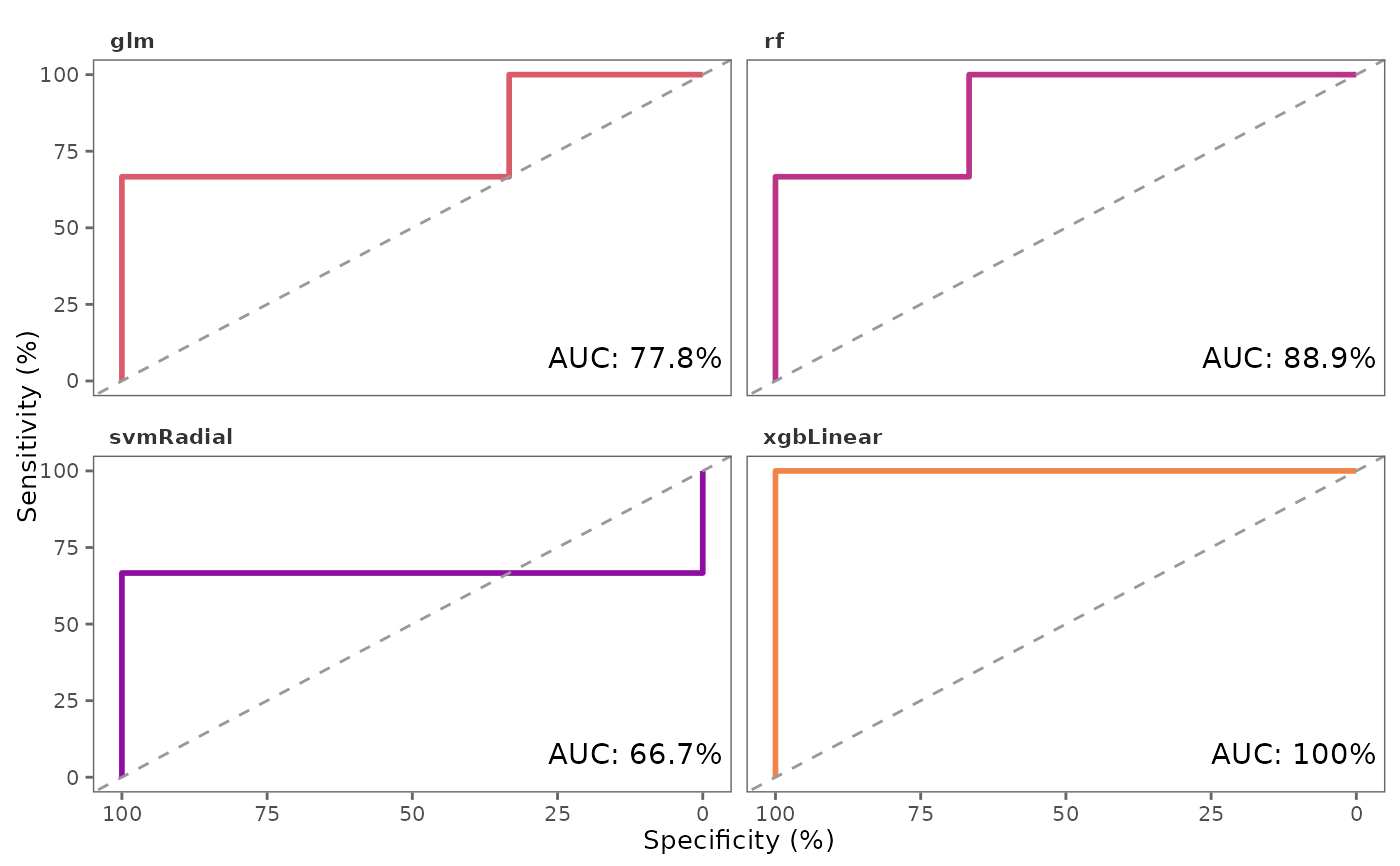 glm
rf
100
75
50
25
0
AUC: 77.8%
AUC: 88.9%
Sensitivity (%)
svmRadial
xgbLinear
100
75
50
25
0
AUC: 66.7%
AUC: 100%
100 75 50 25 0
100 75 50 25 0
Specificity (%)